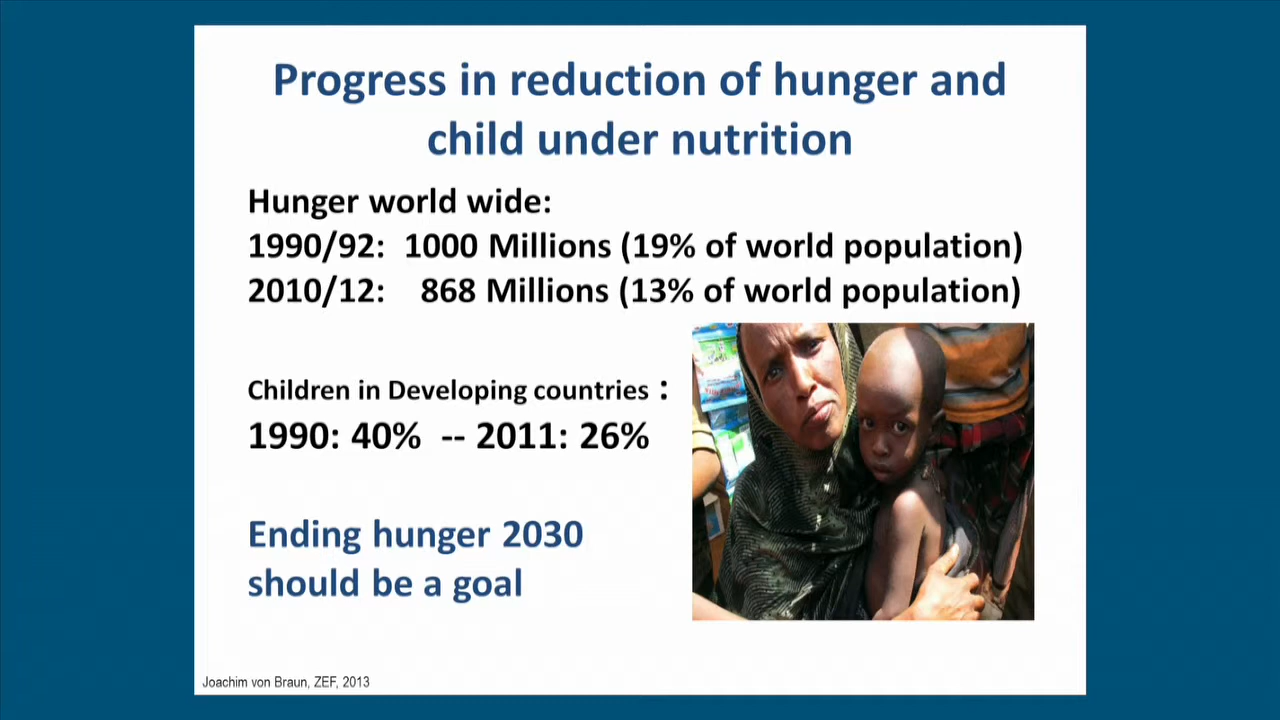 Progress in reduction of hunger and
child under nutrition
Hunger world wide:
1990/92: 1000 Millions (19% of world population)
2010/12: 868 Millions (13% of world population)
Children in Developing countries :
1990: 40% -- 2011: 26%
Ending hunger 2030
should be a goal
Joachim von Braun, ZEF, 2013